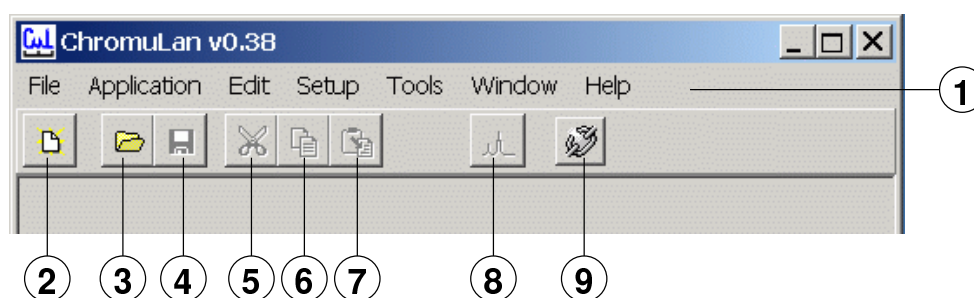 ChromuLan v0.38
File Application Edit Setup Tools Window Help
1
2 3 4 5 6 7 8 9